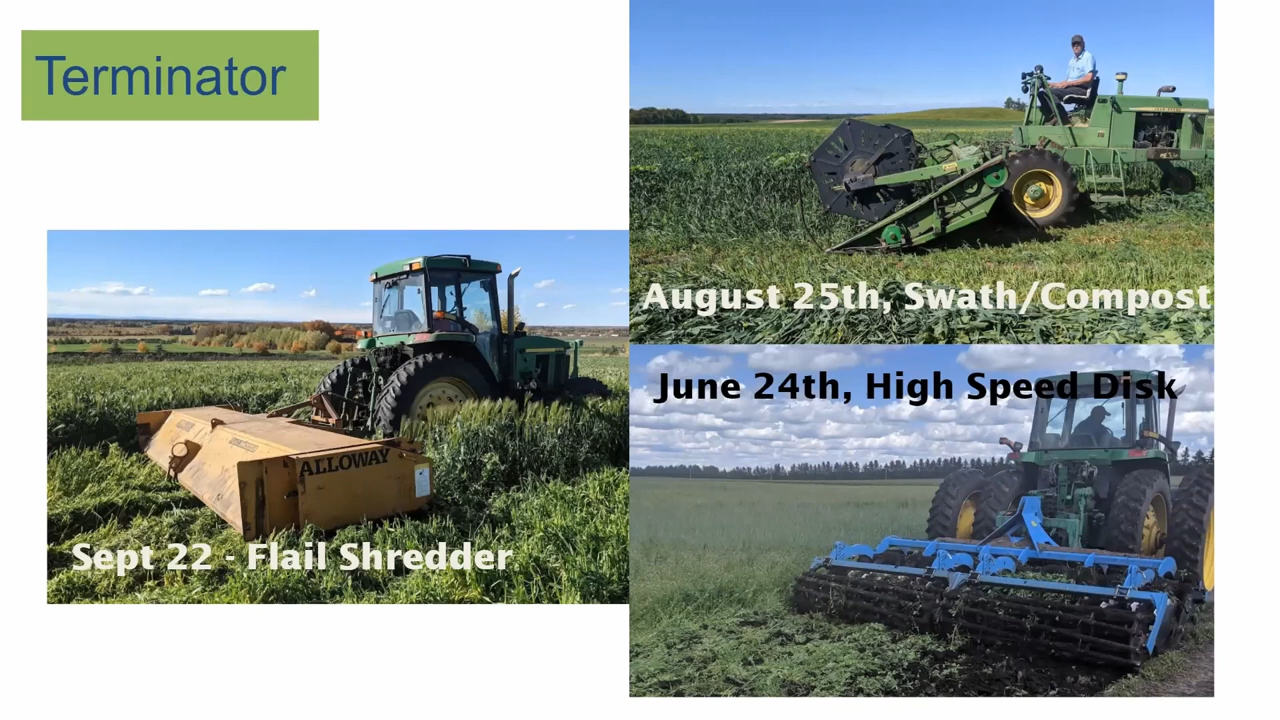 Terminator
August 25th, Swath/Compost
June 24th, High Speed Disk
ALLOWAY
Sept 22 - Flail Shredder